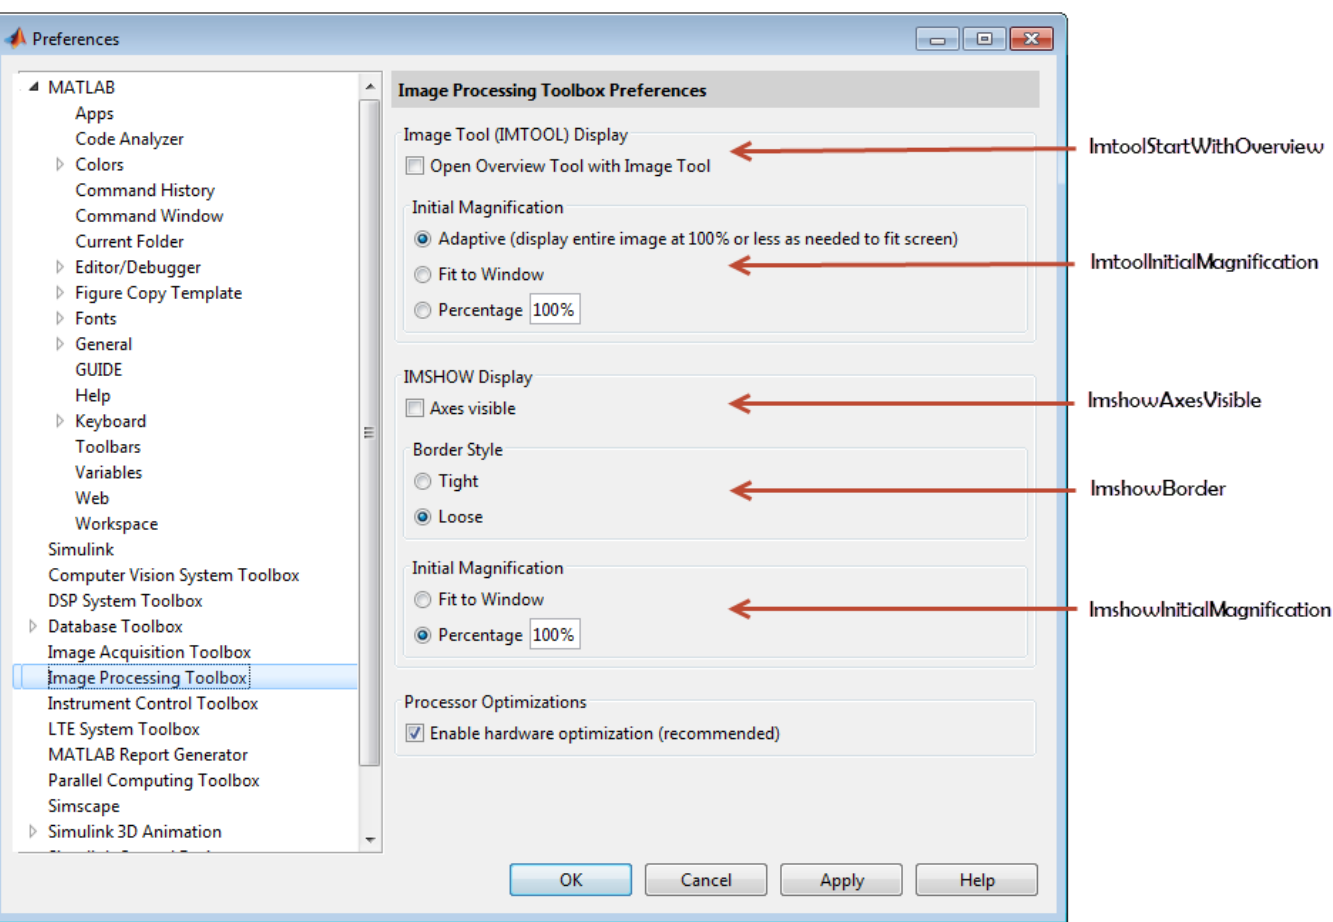 Preferences
MATLAB
Apps
Code Analyzer
Colors
Command History
Command Window
Current Folder
Editor/Debugger
Figure Copy Template
Fonts
General
GUIDE
Help
Keyboard
Toolbars
Variables
Web
Workspace
Simulink
Computer Vision System Toolbox
DSP System Toolbox
Database Toolbox
Image Acquisition Toolbox
Image Processing Toolbox
Instrument Control Toolbox
LTE System Toolbox
MATLAB Report Generator
Parallel Computing Toolbox
Simscape
Simulink 3D Animation
Image Processing Toolbox Preferences
Image Tool (IMTOOL) Display
Open Overview Tool with Image Tool
Initial Magnification
Adaptive (display entire image at 100% or less as needed to fit screen)
Fit to Window
Percentage 100%
IMSHOW Display
Axes visible
Border Style
Tight
Loose
Initial Magnification
Fit to Window
Percentage 100%
Processor Optimizations
Enable hardware optimization (recommended)
OK Cancel Apply Help
ImtoolStartWithOverview
ImtoolInitialMagnification
ImshowAxesVisible
ImshowBorder
ImshowInitialMagnification